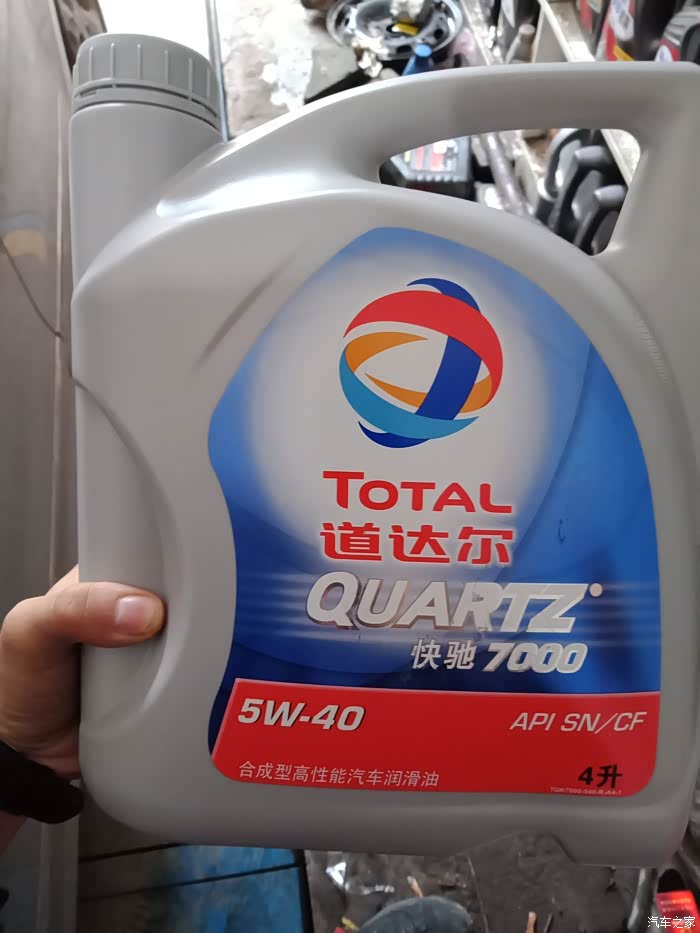 TOTAL
道达尔
QUARTZ
快驰 7000
5W-40
API SN/CF
合成型高性能汽车润滑油
4升
汽车之家